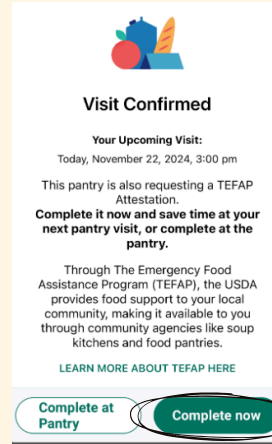 Visit Confirmed
Your Upcoming Visit:
Today, November 22, 2024, 3:00 pm
This pantry is also requesting a TEFAP
Attestation.
Complete it now and save time at your
next pantry visit, or complete at the
pantry.
Through The Emergency Food
Assistance Program (TEFAP), the USDA
provides food support to your local
community, making it available to you
through community agencies like soup
kitchens and food pantries.
LEARN MORE ABOUT TEFAP HERE
Complete at
Pantry
Complete now